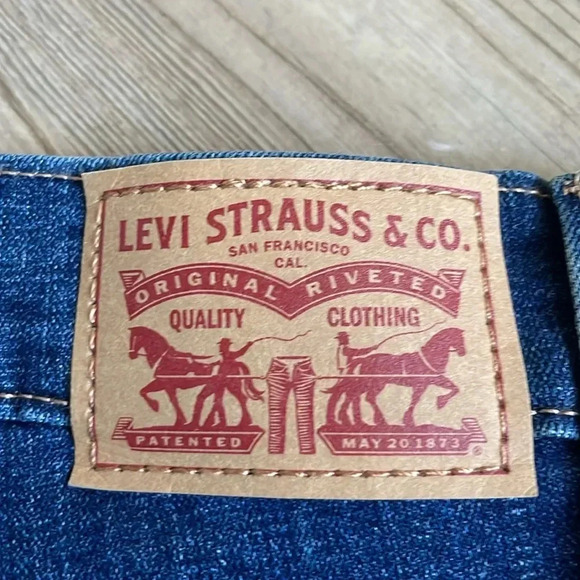 LEVI STRAUSS & CO.
SAN FRANCISCO
CAL.
ORIGINAL RIVETED
QUALITY CLOTHING
PATENTED MAY 20 1873
®